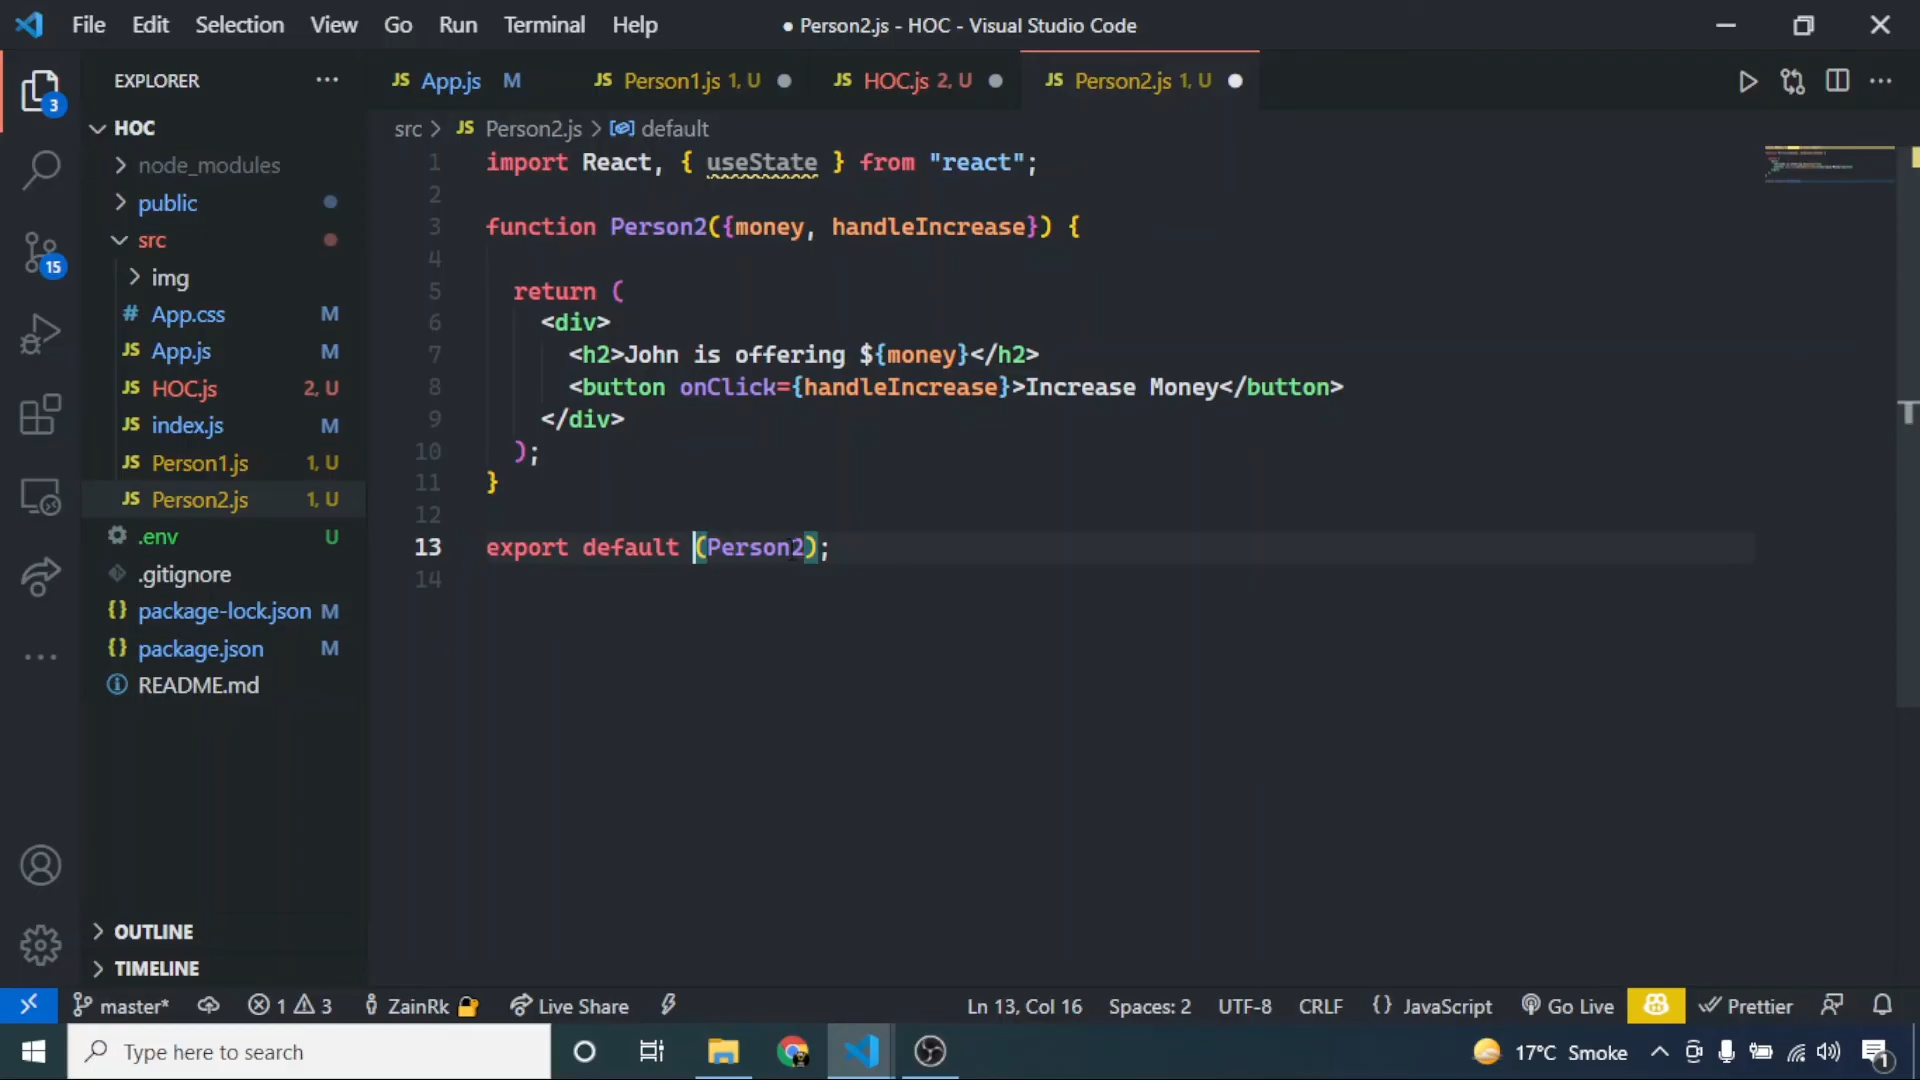 File Edit Selection View Go Run Terminal Help
● Person2.js - HOC - Visual Studio Code
EXPLORER ···
JS App.js M
JS Person1.js 1, U
JS HOC.js 2, U
JS Person2.js 1, U
3
HOC
node_modules
public
src
img
# App.css M
JS App.js M
JS HOC.js 2, U
JS index.js M
JS Person1.js 1, U
JS Person2.js 1, U
.env U
.gitignore
{} package-lock.json M
{} package.json M
README.md
15
OUTLINE
TIMELINE
src > JS Person2.js > default
1 import React, { useState } from "react";
2
3 function Person2({money, handleIncrease}) {
4
5 return (
6 <div>
7 <h2>John is offering ${money}</h2>
8 <button onClick={handleIncrease}>Increase Money</button>
9 </div>
10 );
11 }
12
13 export default (Person2);
14
master* 1 3 ZainRk Live Share Ln 13, Col 16 Spaces: 2 UTF-8 CRLF {} JavaScript Go Live Prettier
Type here to search
17°C Smoke
1